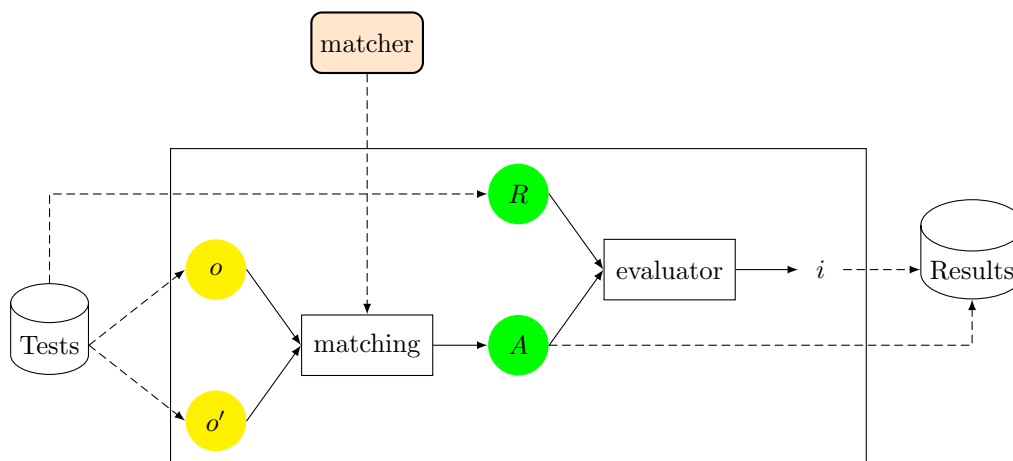 matcher
R
o
evaluator
i
Results
Tests
matching
A
o′